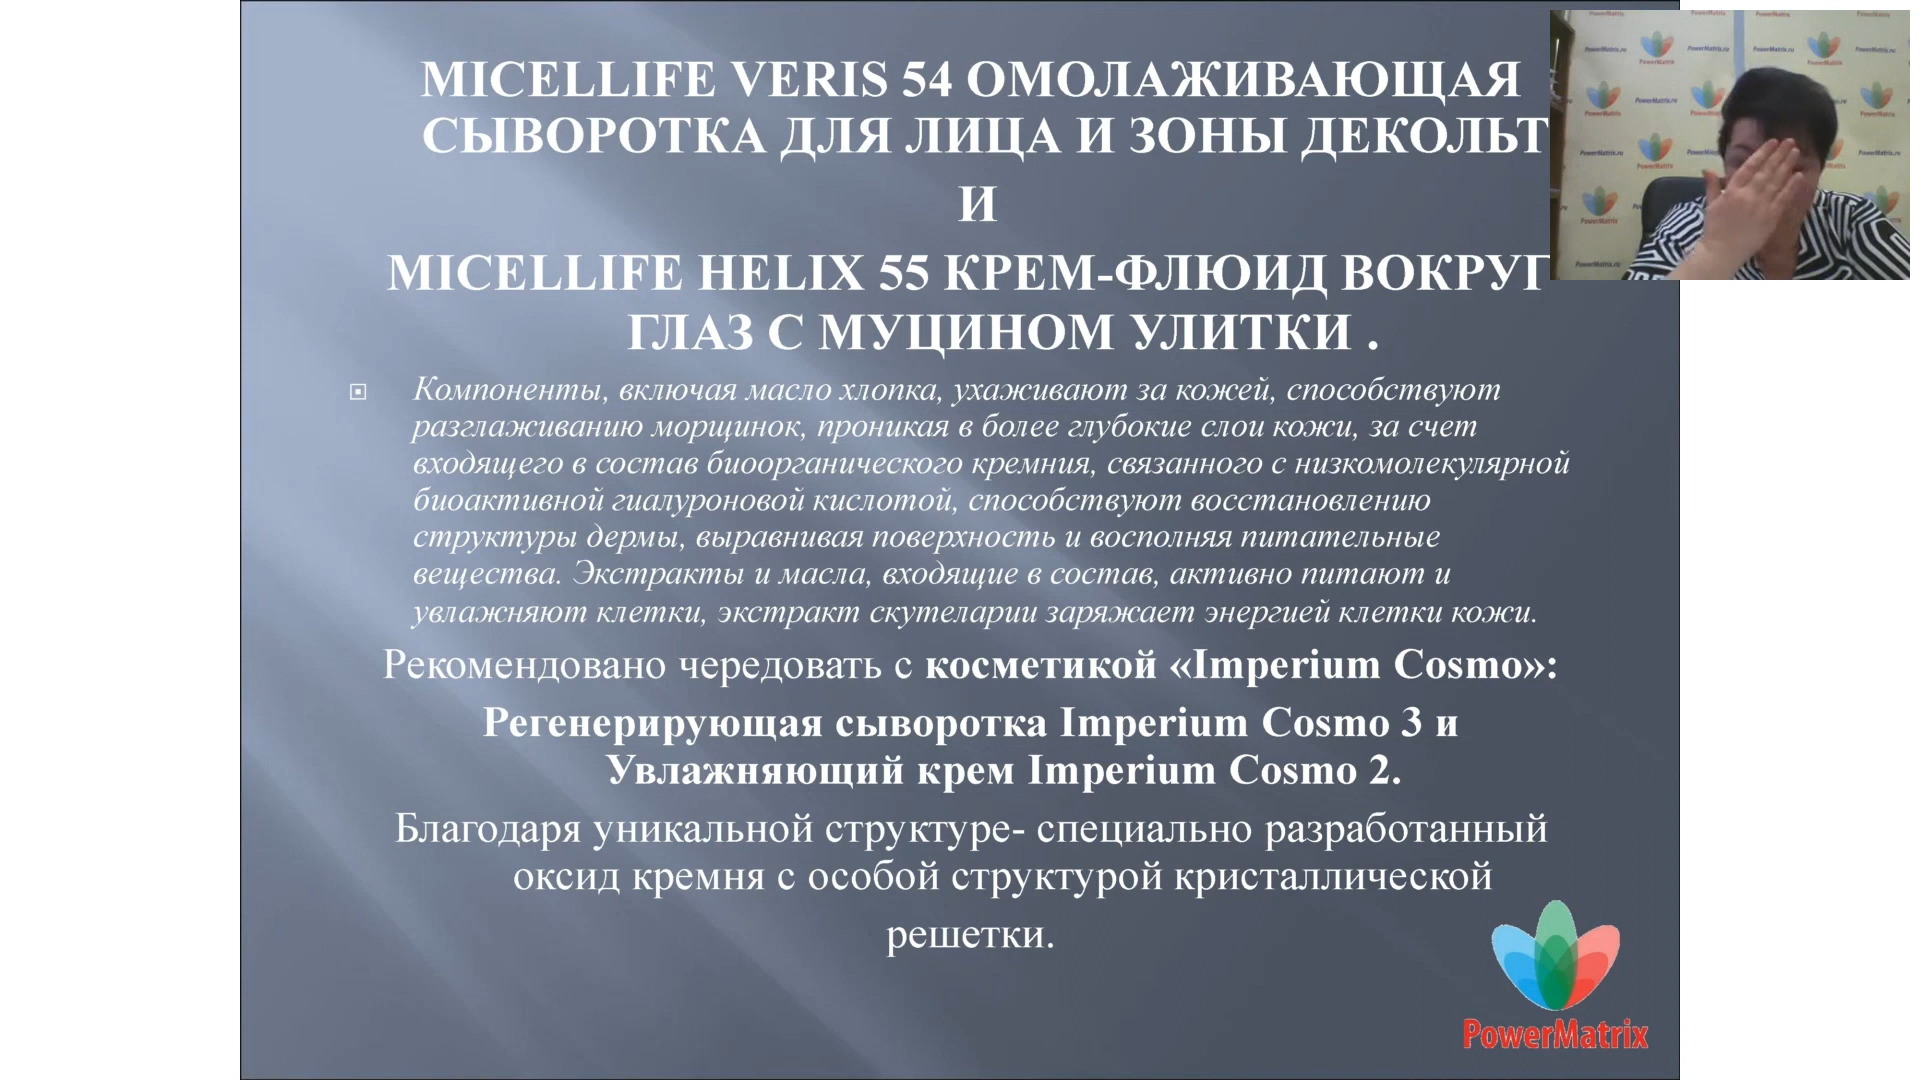 MICELLIFE VERIS 54 ОМОЛАЖИВАЮЩАЯ
СЫВОРОТКА ДЛЯ ЛИЦА И ЗОНЫ ДЕКОЛЬТ
И
MICELLIFE HELIX 55 КРЕМ-ФЛЮИД ВОКРУГ
ГЛАЗ С МУЦИНОМ УЛИТКИ .
Компоненты, включая масло хлопка, ухаживают за кожей, способствуют
разглаживанию морщинок, проникая в более глубокие слои кожи, за счет
входящего в состав биоорганического кремния, связанного с низкомолекулярной
биоактивной гиалуроновой кислотой, способствуют восстановлению
структуры дермы, выравнивая поверхность и восполняя питательные
вещества. Экстракты и масла, входящие в состав, активно питают и
увлажняют клетки, экстракт скутеларии заряжает энергией клетки кожи.
Рекомендовано чередовать с косметикой «Imperium Cosmo»:
Регенерирующая сыворотка Imperium Cosmo 3 и
Увлажняющий крем Imperium Cosmo 2.
Благодаря уникальной структуре- специально разработанный
оксид кремня с особой структурой кристаллической
решетки.
PowerMatrix
PowerMatrix.ru